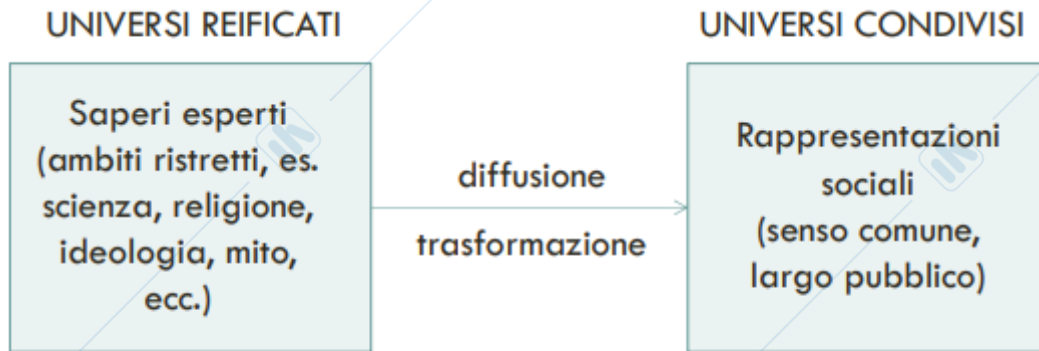 UNIVERSI REIFICATI
Saperi esperti
(ambiti ristretti, es.
scienza, religione,
ideologia, mito,
ecc.)
diffusione
trasformazione
UNIVERSI CONDIVISI
Rappresentazioni
sociali
(senso comune,
largo pubblico)